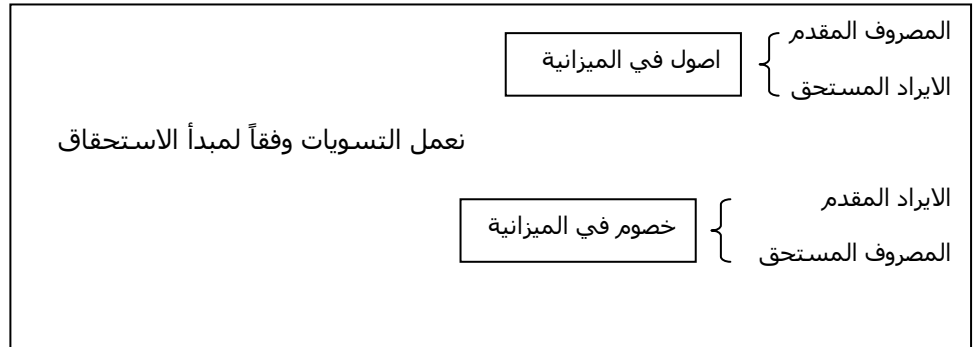 المصروف المقدم
اصول في الميزانية
الايراد المستحق
نعمل التسويات وفقاً لمبدأ الاستحقاق
الايراد المقدم
خصوم في الميزانية
المصروف المستحق